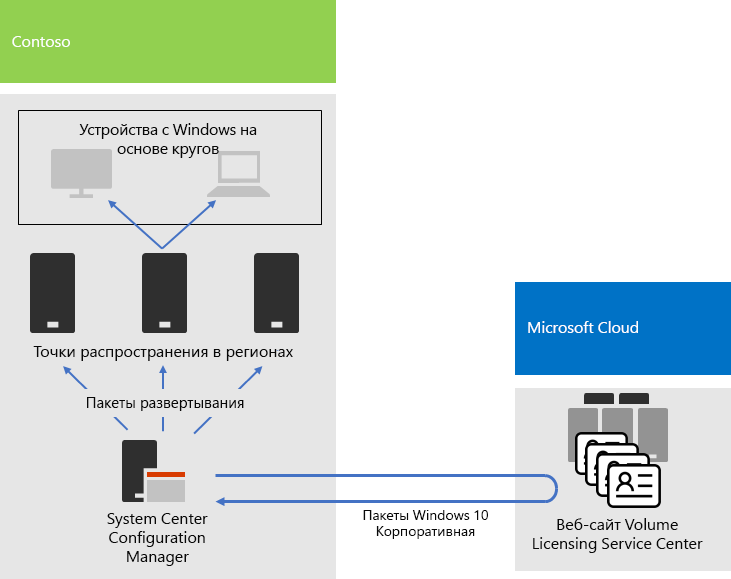 Contoso
Устройства с Windows на
основе кругов
Точки распространения в регионах
Пакеты развертывания
System Center
Configuration
Manager
Пакеты Windows 10
Корпоративная
Microsoft Cloud
Веб-сайт Volume
Licensing Service Center